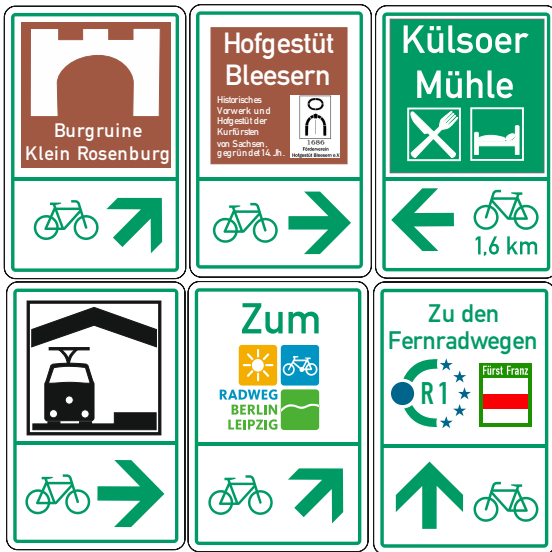 Burgruine
Klein Rosenburg
Hofgestüt
Bleesern
Historisches
Vorwerk und
Hofgestüt der
Kurfürsten
von Sachsen,
gegründet 14. Jh.
1686
Förderverein
Hofgestüt Bleesern e.V
Külsoer
Mühle
1,6 km
Zum
RADWEG
BERLIN
LEIPZIG
Zu den
Fernradwegen
R1
Fürst Franz